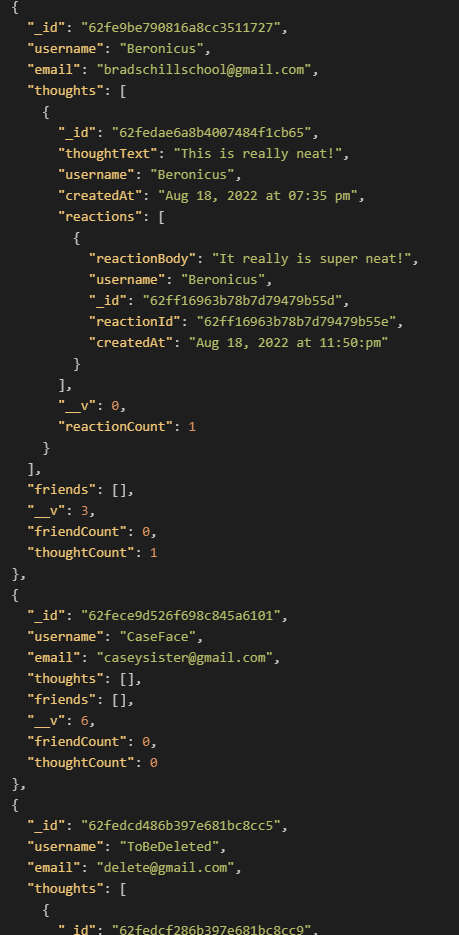 {
"_id": "62fe9be790816a8cc3511727",
"username": "Beronicus",
"email": "bradschillschool@gmail.com",
"thoughts": [
{
"_id": "62fedae6a8b4007484f1cb65",
"thoughtText": "This is really neat!",
"username": "Beronicus",
"createdAt": "Aug 18, 2022 at 07:35 pm",
"reactions": [
{
"reactionBody": "It really is super neat!",
"username": "Beronicus",
"_id": "62ff16963b78b7d79479b55d",
"reactionId": "62ff16963b78b7d79479b55e",
"createdAt": "Aug 18, 2022 at 11:50:pm"
}
],
"__v": 0,
"reactionCount": 1
}
],
"friends": [],
"__v": 3,
"friendCount": 0,
"thoughtCount": 1
},
{
"_id": "62fece9d526f698c845a6101",
"username": "CaseFace",
"email": "caseysister@gmail.com",
"thoughts": [],
"friends": [],
"__v": 6,
"friendCount": 0,
"thoughtCount": 0
},
{
"_id": "62fedcd486b397e681bc8cc5",
"username": "ToBeDeleted",
"email": "delete@gmail.com",
"thoughts": [
{
"_id": "62fedcf286b397e681bc8cc9",